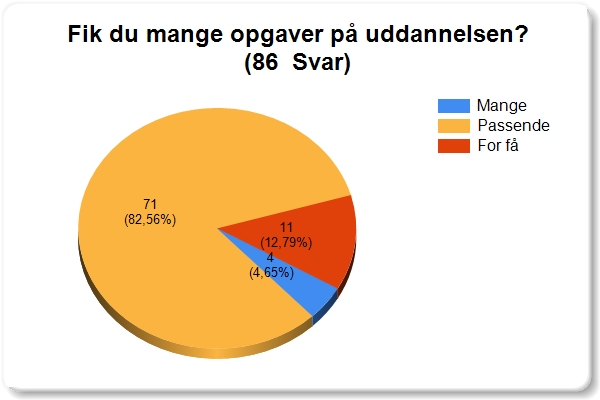 Fik du mange opgaver på uddannelsen?
(86  Svar)
Mange
Passende
For få
71
(82,56%)
11
(12,79%)
4
(4,65%)